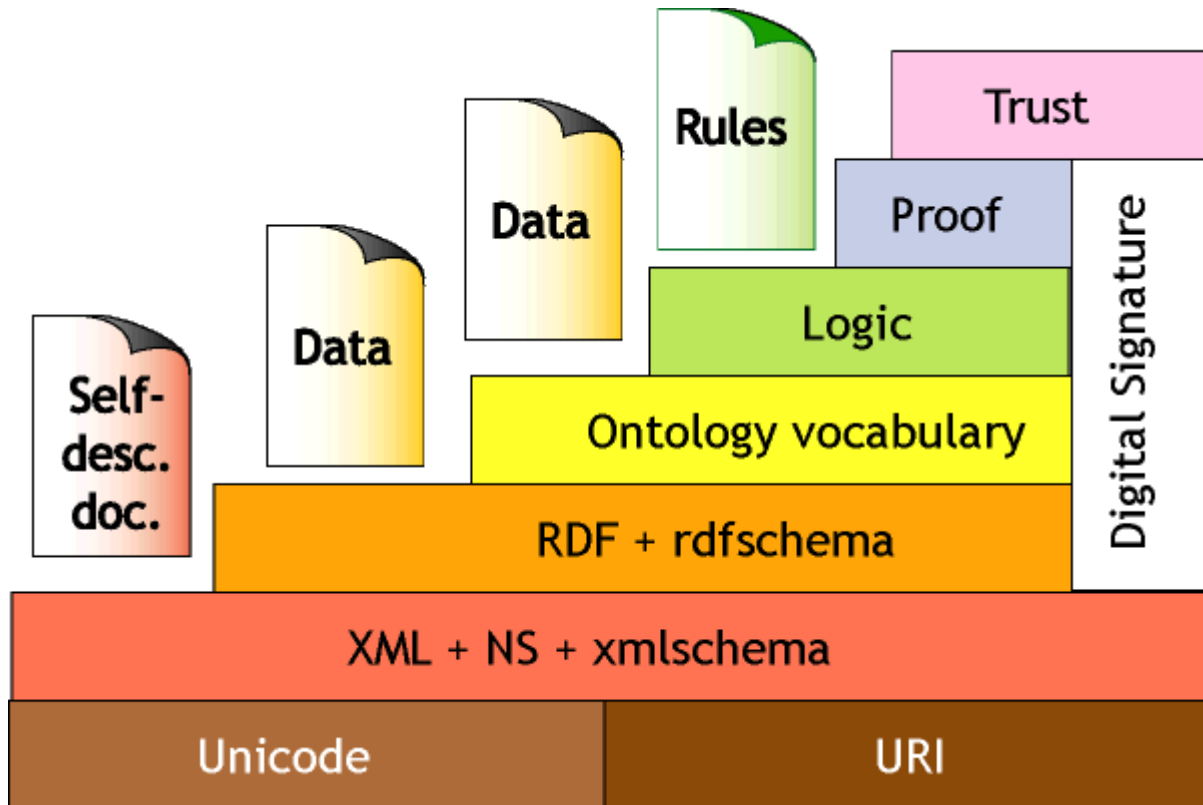 Rules
Trust
Data
Proof
Data
Logic
Self-
desc.
doc.
Ontology vocabulary
Digital Signature
RDF + rdfschema
XML + NS + xmlschema
Unicode
URI